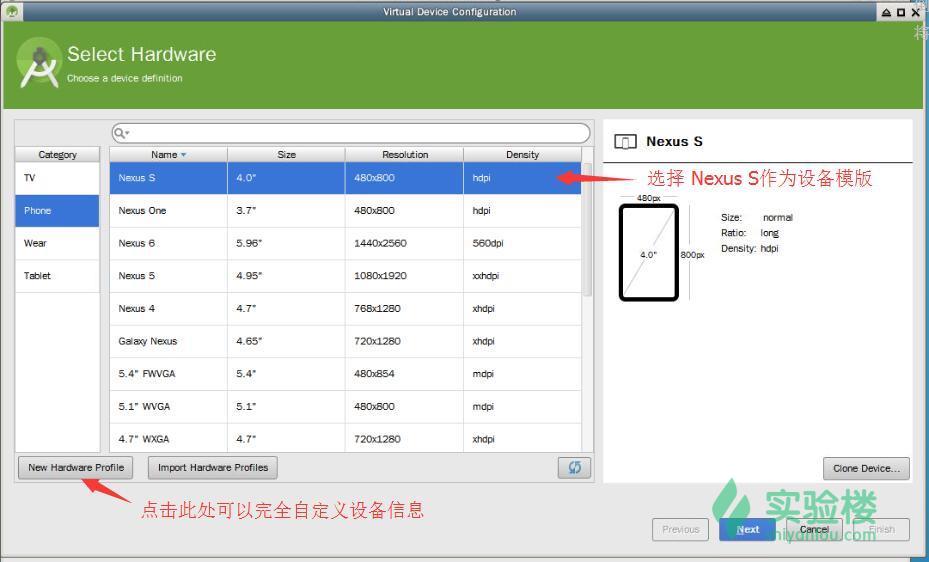 Virtual Device Configuration
Select Hardware
Choose a device definition
Category
TV
Phone
Wear
Tablet
Name Size Resolution Density
Nexus S 4.0" 480x800 hdpi
Nexus One 3.7" 480x800 hdpi
Nexus 6 5.96" 1440x2560 560dpi
Nexus 5 4.95" 1080x1920 xxhdpi
Nexus 4 4.7" 768x1280 xhdpi
Galaxy Nexus 4.65" 720x1280 xhdpi
5.4" FWVGA 5.4" 480x854 mdpi
5.1" WVGA 5.1" 480x800 mdpi
4.7" WXGA 4.7" 720x1280 xhdpi
Nexus S
选择 Nexus S作为设备模版
480px
4.0"
800px
Size: normal
Ratio: long
Density: hdpi
New Hardware Profile
Import Hardware Profiles
Clone Device...
点击此处可以完全自定义设备信息
实验楼
shiyanlou.com
Previous
Next
Cancel
Finish